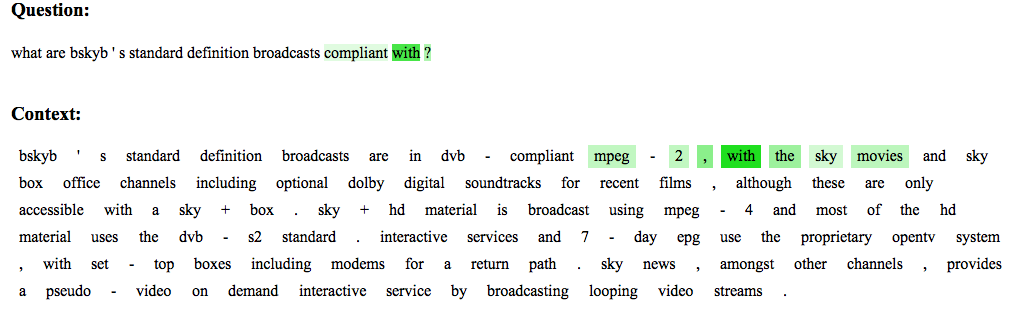 Question:
what are bskyb ' s standard definition broadcasts compliant with ?
Context:
bskyb ' s standard definition broadcasts are in dvb - compliant mpeg - 2 , with the sky movies and sky
box office channels including optional dolby digital soundtracks for recent films , although these are only
accessible with a sky + box . sky + hd material is broadcast using mpeg - 4 and most of the hd
material uses the dvb - s2 standard . interactive services and 7 - day epg use the proprietary opentv system
, with set - top boxes including modems for a return path . sky news , amongst other channels , provides
a pseudo - video on demand interactive service by broadcasting looping video streams .